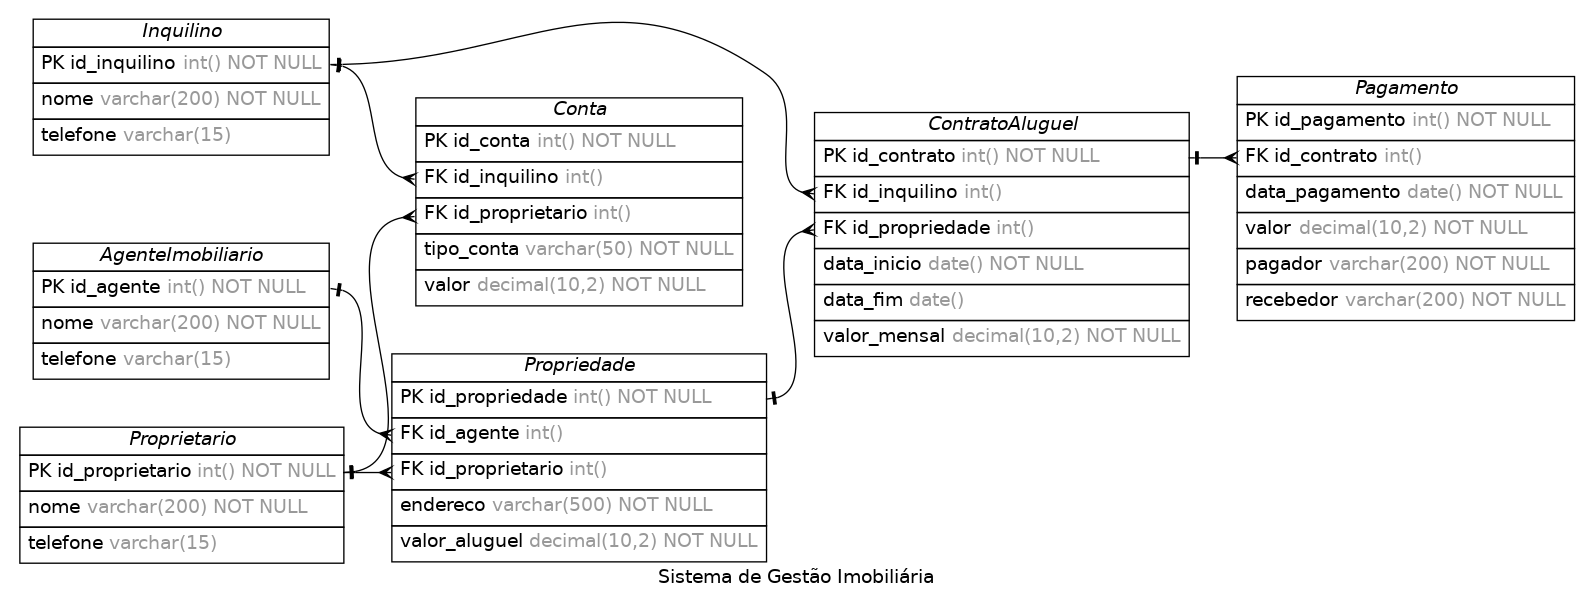 Inquilino
PK id_inquilino int() NOT NULL
nome varchar(200) NOT NULL
telefone varchar(15)
AgenteImobiliario
PK id_agente int() NOT NULL
nome varchar(200) NOT NULL
telefone varchar(15)
Proprietario
PK id_proprietario int() NOT NULL
nome varchar(200) NOT NULL
telefone varchar(15)
Conta
PK id_conta int() NOT NULL
FK id_inquilino int()
FK id_proprietario int()
tipo_conta varchar(50) NOT NULL
valor decimal(10,2) NOT NULL
Propriedade
PK id_propriedade int() NOT NULL
FK id_agente int()
FK id_proprietario int()
endereco varchar(500) NOT NULL
valor_aluguel decimal(10,2) NOT NULL
ContratoAluguel
PK id_contrato int() NOT NULL
FK id_inquilino int()
FK id_propriedade int()
data_inicio date() NOT NULL
data_fim date()
valor_mensal decimal(10,2) NOT NULL
Pagamento
PK id_pagamento int() NOT NULL
FK id_contrato int()
data_pagamento date() NOT NULL
valor decimal(10,2) NOT NULL
pagador varchar(200) NOT NULL
recebedor varchar(200) NOT NULL
Sistema de Gestão Imobiliária